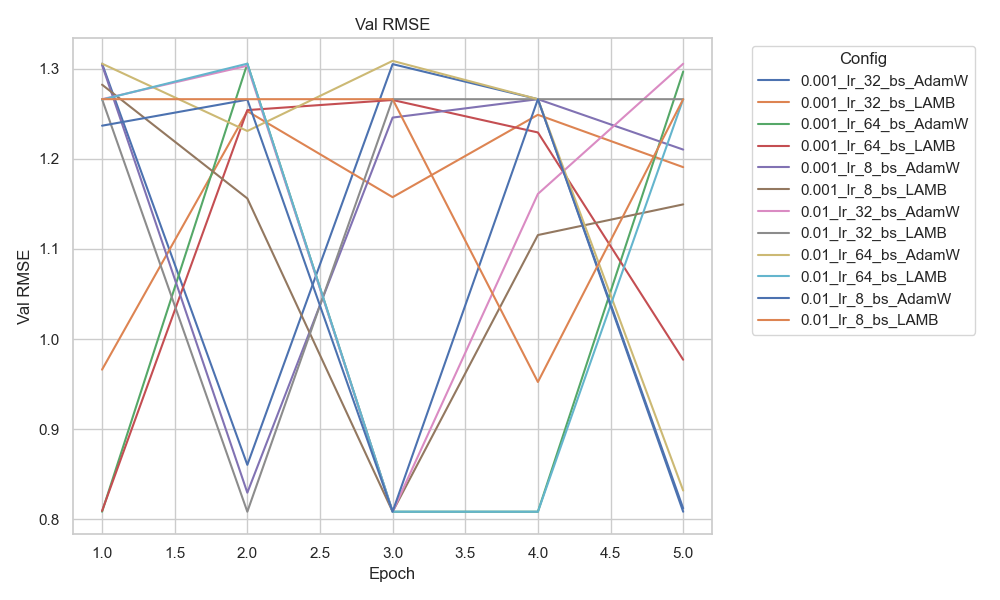 Val RMSE
Val RMSE
1.3
1.2
1.1
1.0
0.9
0.8
1.0 1.5 2.0 2.5 3.0 3.5 4.0 4.5 5.0
Epoch
Config
0.001_lr_32_bs_AdamW
0.001_lr_32_bs_LAMB
0.001_lr_64_bs_AdamW
0.001_lr_64_bs_LAMB
0.001_lr_8_bs_AdamW
0.001_lr_8_bs_LAMB
0.01_lr_32_bs_AdamW
0.01_lr_32_bs_LAMB
0.01_lr_64_bs_AdamW
0.01_lr_64_bs_LAMB
0.01_lr_8_bs_AdamW
0.01_lr_8_bs_LAMB